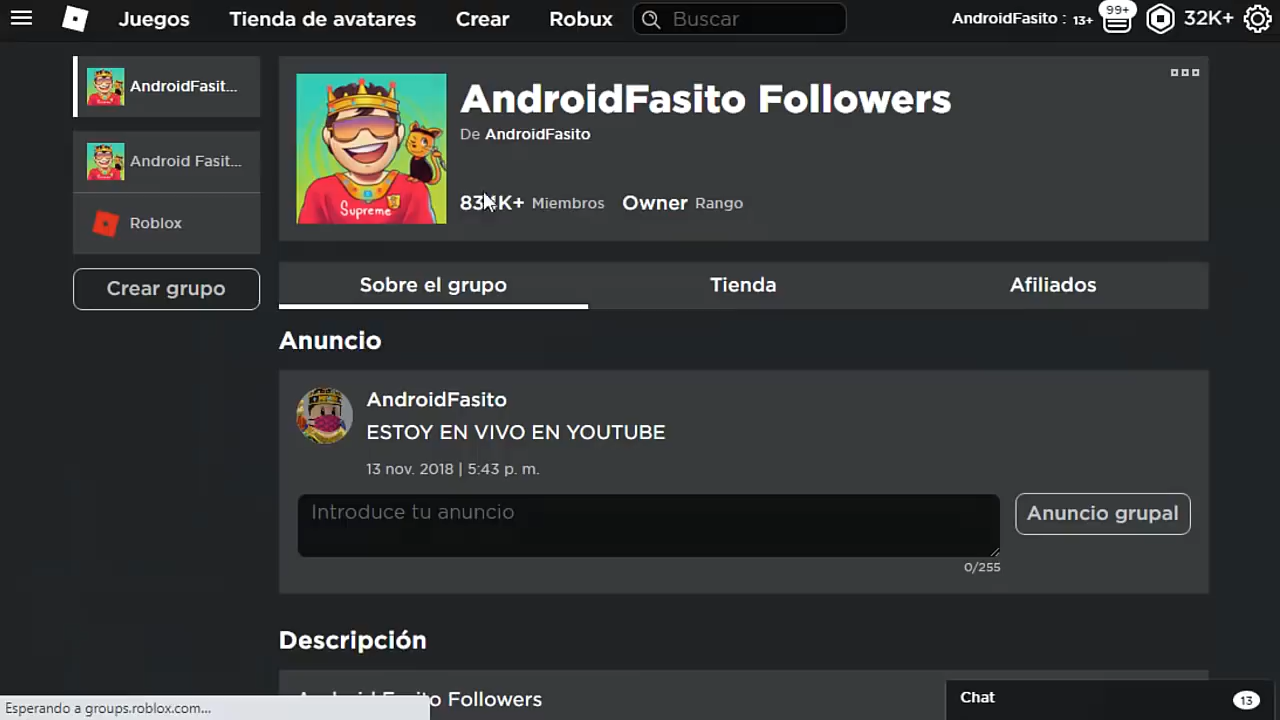 Juegos Tienda de avatares Crear Robux Buscar AndroidFasito : 13+ 99+ 32K+
AndroidFasit...
Android Fasit...
Roblox
Crear grupo
AndroidFasito Followers
De AndroidFasito
Miembros Owner Rango
Supreme
Sobre el grupo Tienda Afiliados
Anuncio
AndroidFasito
ESTOY EN VIVO EN YOUTUBE
13 nov. 2018 | 5:43 p. m.
Introduce tu anuncio
Anuncio grupal
0/255
Descripción
Followers
Chat 13
Esperando a groups.roblox.com...